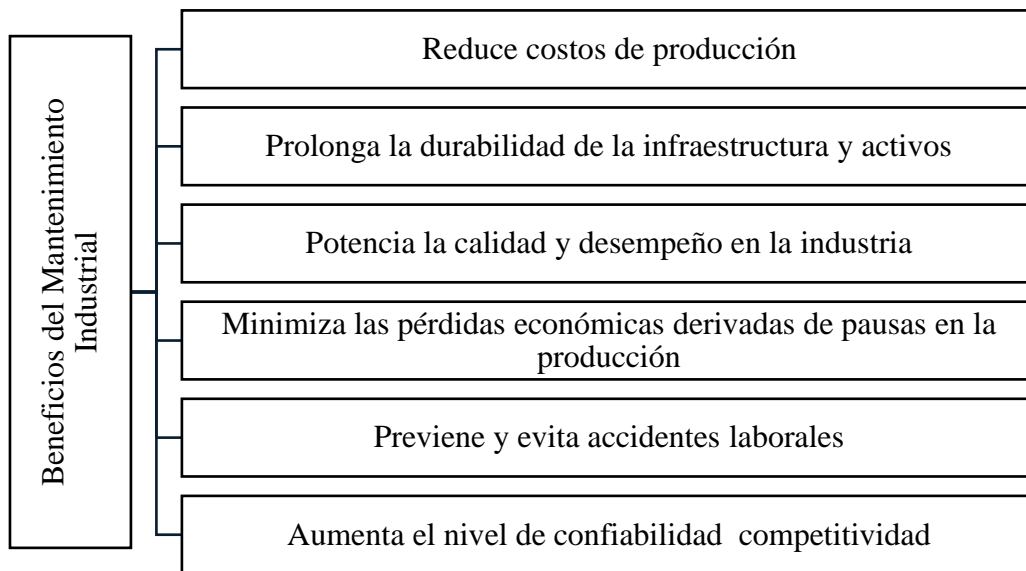 Beneficios del Mantenimiento
Industrial
Reduce costos de producción
Prolonga la durabilidad de la infraestructura y activos
Potencia la calidad y desempeño en la industria
Minimiza las pérdidas económicas derivadas de pausas en la
producción
Previene y evita accidentes laborales
Aumenta el nivel de confiabilidad  competitividad